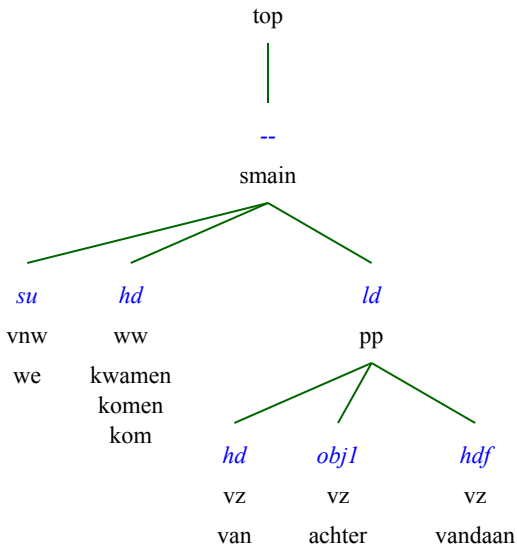 top
--
smain
su hd ld
vnw ww pp
we kwamen
komen
kom
hd obj1 hdf
vz vz vz
van achter vandaan